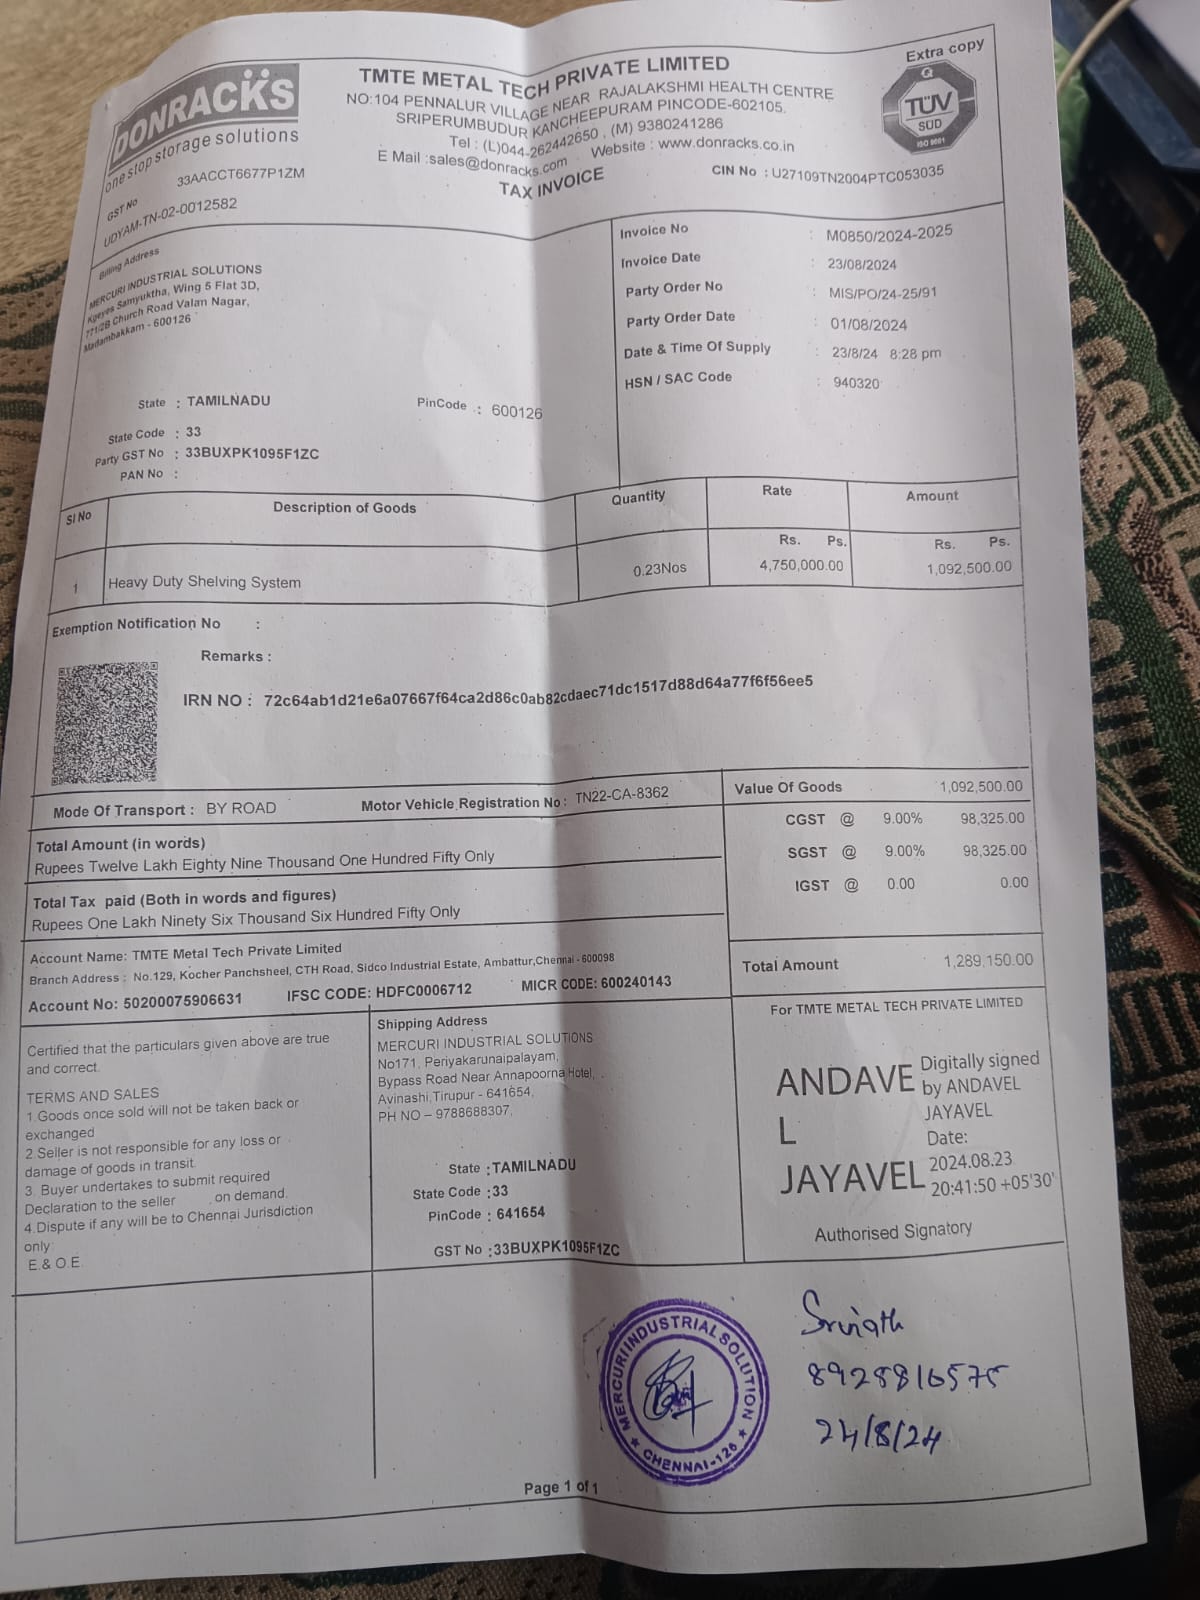 Extra copy
DONRACKS
one stop storage solutions
TMTE METAL TECH PRIVATE LIMITED
NO:104 PENNALUR VILLAGE NEAR RAJALAKSHMI HEALTH CENTRE
SRIPERUMBUDUR KANCHEEPURAM PINCODE-602105.
Tel : (L)044-262442650 , (M) 9380241286
E Mail :sales@donracks.com Website : www.donracks.co.in
TAX INVOICE
Q
TÜV
SUD
ISO 9001
CIN No : U27109TN2004PTC053035
GST No 33AACCT6677P1ZM
UDYAM-TN-02-0012582
Billing Address
MERCURI INDUSTRIAL SOLUTIONS
Kgeyes Samyuktha, Wing 5 Flat 3D,
771/2B Church Road Valan Nagar,
Madambakkam - 600126
State : TAMILNADU PinCode : 600126
State Code : 33
Party GST No : 33BUXPK1095F1ZC
PAN No :
Invoice No : M0850/2024-2025
Invoice Date : 23/08/2024
Party Order No : MIS/PO/24-25/91
Party Order Date : 01/08/2024
Date & Time Of Supply : 23/8/24 8:28 pm
HSN / SAC Code : 940320
SI No Description of Goods Quantity Rate Amount
Rs. Ps. Rs. Ps.
1 Heavy Duty Shelving System 0.23Nos 4,750,000.00 1,092,500.00
Exemption Notification No :
Remarks :
IRN NO : 72c64ab1d21e6a07667f64ca2d86c0ab82cdaec71dc1517d88d64a77f6f56ee5
Mode Of Transport : BY ROAD Motor Vehicle Registration No : TN22-CA-8362
Value Of Goods 1,092,500.00
CGST @ 9.00% 98,325.00
SGST @ 9.00% 98,325.00
IGST @ 0.00 0.00
Total Amount (in words)
Rupees Twelve Lakh Eighty Nine Thousand One Hundred Fifty Only
Total Tax paid (Both in words and figures)
Rupees One Lakh Ninety Six Thousand Six Hundred Fifty Only
Total Amount 1,289,150.00
Account Name: TMTE Metal Tech Private Limited
Branch Address : No.129, Kocher Panchsheel, CTH Road, Sidco Industrial Estate, Ambattur,Chennai - 600098
Account No: 50200075906631 IFSC CODE: HDFC0006712 MICR CODE: 600240143
Certified that the particulars given above are true
and correct.
TERMS AND SALES
1.Goods once sold will not be taken back or
exchanged
2.Seller is not responsible for any loss or
damage of goods in transit
3. Buyer undertakes to submit required
Declaration to the seller on demand.
4.Dispute if any will be to Chennai Jurisdiction
only
E.& O.E.
Shipping Address
MERCURI INDUSTRIAL SOLUTIONS
No171, Periyakarunaipalayam,
Bypass Road Near Annapoorna Hotel,
Avinashi,Tirupur - 641654,
PH NO – 9788688307,
State : TAMILNADU
State Code : 33
PinCode : 641654
GST No : 33BUXPK1095F1ZC
For TMTE METAL TECH PRIVATE LIMITED
ANDAVE
L
JAYAVEL
Digitally signed
by ANDAVEL
JAYAVEL
Date:
2024.08.23
20:41:50 +05'30'
Authorised Signatory
MERCURI INDUSTRIAL SOLUTION
★ CHENNAI-126 ★
Srinath
8928816575
24/8/24
Page 1 of 1